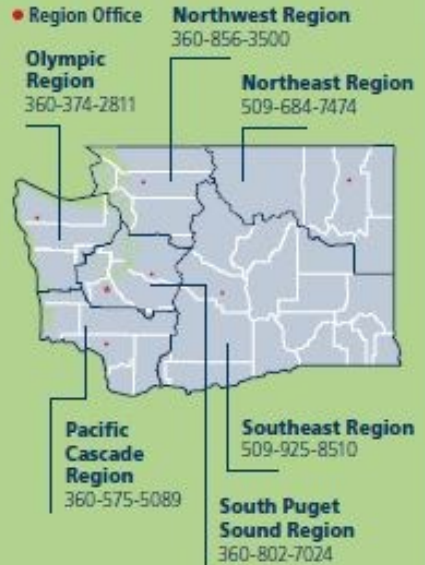 Region Office
Northwest Region
360-856-3500
Olympic
Region
360-374-2811
Northeast Region
509-684-7474
Pacific
Cascade
Region
360-575-5089
Southeast Region
509-925-8510
South Puget
Sound Region
360-802-7024